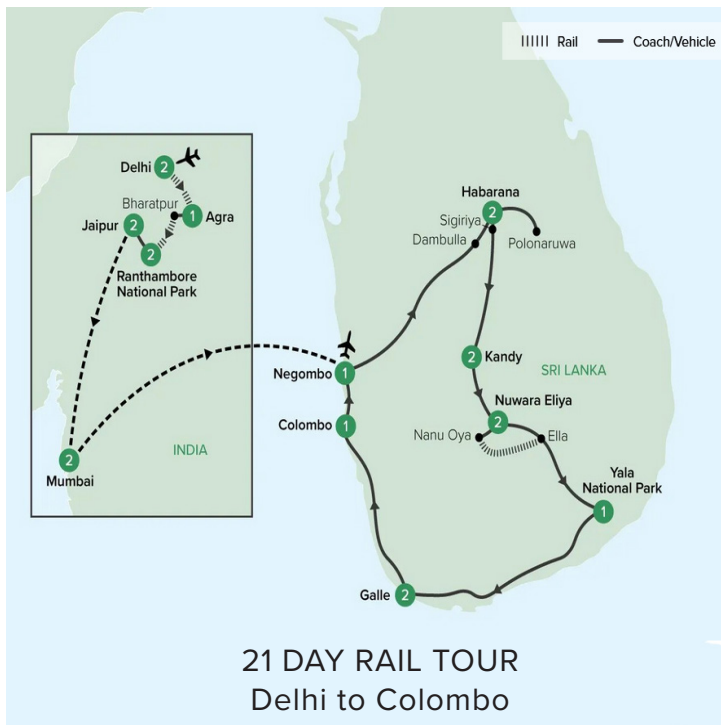 Rail
Coach/Vehicle
Delhi
2
Bharatpur
1
Agra
Jaipur
2
2
Ranthambore
National Park
2
Mumbai
INDIA
Habarana
2
Sigiriya
Dambulla
Polonaruwa
Negombo
1
2
Kandy
SRI LANKA
Colombo
1
Nuwara Eliya
2
Nanu Oya
Ella
Yala
National Park
1
Galle
2
21 DAY RAIL TOUR
Delhi to Colombo